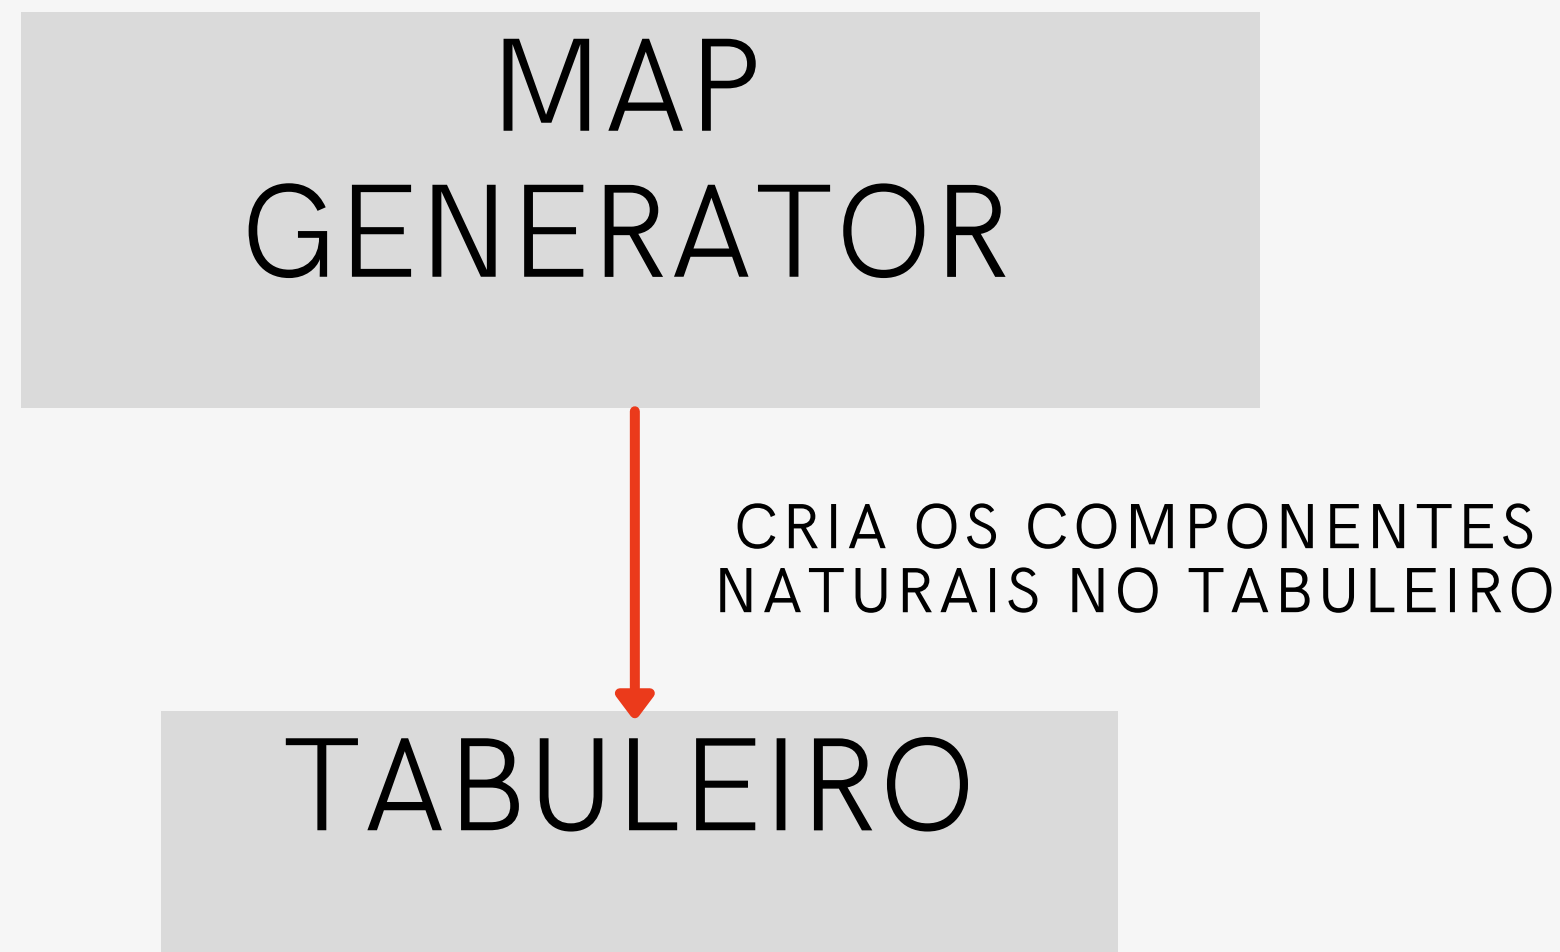 MAP
GENERATOR
CRIA OS COMPONENTES
NATURAIS NO TABULEIRO
TABULEIRO